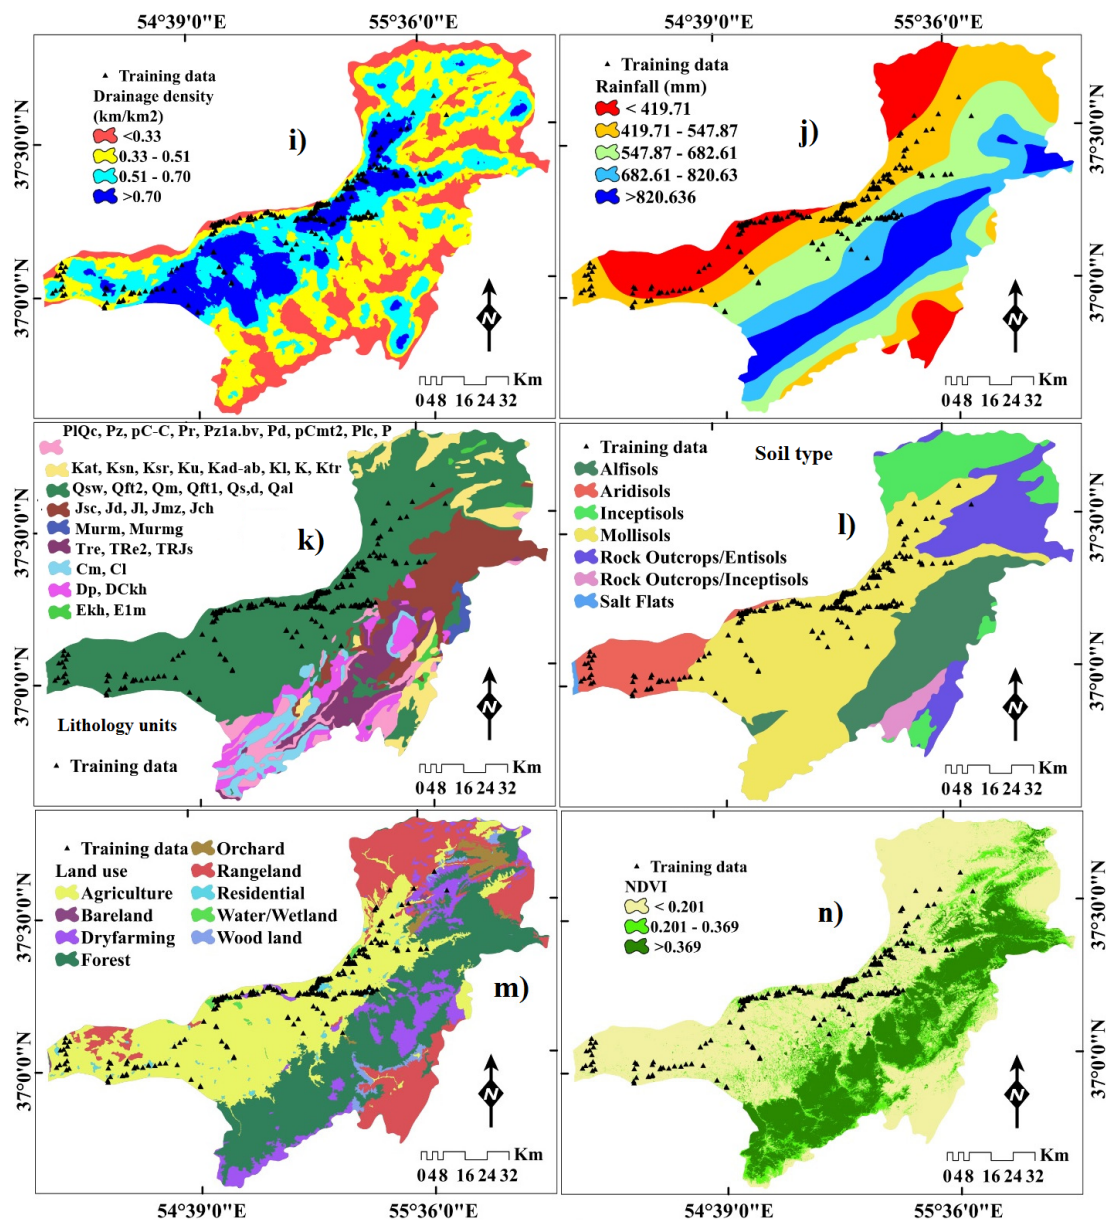 54°39'0"E
55°36'0"E
54°39'0"E
55°36'0"E
37°30'0"N
37°0'0"N
Training data
Drainage density
(km/km2)
<0.33
0.33 - 0.51
0.51 - 0.70
>0.70
i)
N
Km
0 4 8 16 24 32
Training data
Rainfall (mm)
< 419.71
419.71 - 547.87
547.87 - 682.61
682.61 - 820.63
>820.636
j)
N
Km
0 4 8 16 24 32
37°30'0"N
37°0'0"N
37°30'0"N
37°0'0"N
PlQc, Pz, pC-C, Pr, Pz1a.bv, Pd, pCmt2, Plc, P
Kat, Ksn, Ksr, Ku, Kad-ab, Kl, K, Ktr
Qsw, Qft2, Qm, Qft1, Qs,d, Qal
Jsc, Jd, Jl, Jmz, Jch
Murm, Murmg
Tre, TRe2, TRJs
Cm, Cl
Dp, DCkh
Ekh, E1m
k)
Lithology units
Training data
N
Km
0 4 8 16 24 32
Training data
Soil type
Alfisols
Aridisols
Inceptisols
Mollisols
Rock Outcrops/Entisols
Rock Outcrops/Inceptisols
Salt Flats
l)
N
Km
0 4 8 16 24 32
37°30'0"N
37°0'0"N
37°30'0"N
37°0'0"N
Training data
Land use
Agriculture
Bareland
Dryfarming
Forest
Orchard
Rangeland
Residential
Water/Wetland
Wood land
m)
N
Km
0 4 8 16 24 32
Training data
NDVI
< 0.201
0.201 - 0.369
>0.369
n)
N
Km
0 4 8 16 24 32
37°30'0"N
37°0'0"N
54°39'0"E
55°36'0"E
54°39'0"E
55°36'0"E